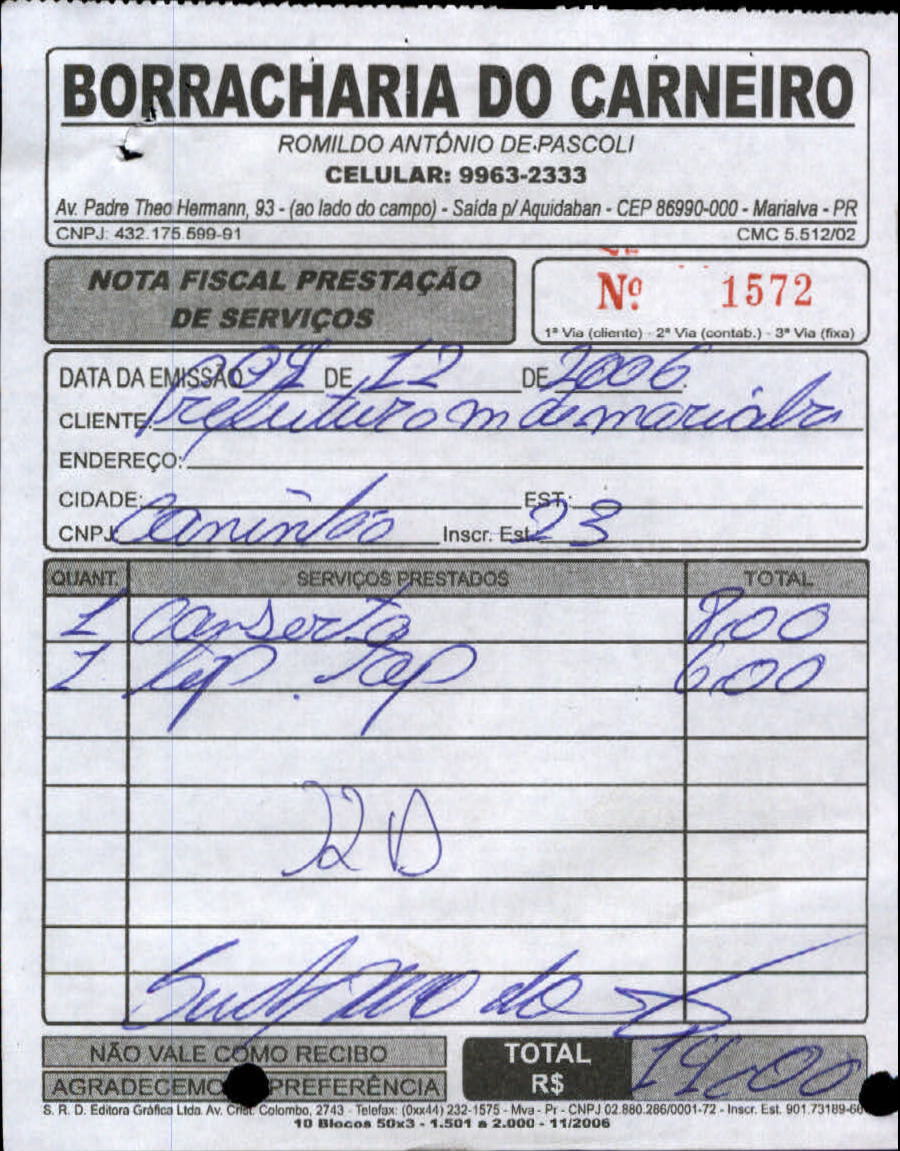 BORRACHARIA DO CARNEIRO
ROMILDO ANTÔNIO DE PASCOLI
CELULAR: 9963-2333
Av. Padre Theo Hermann, 93 - (ao lado do campo) - Saída p/ Aquidaban - CEP 86990-000 - Marialva - PR
CNPJ: 432.175.599-91 CMC 5.512/02
NOTA FISCAL PRESTAÇÃO
DE SERVIÇOS
Nº 1572
1ª Via (cliente) - 2ª Via (contab.) - 3ª Via (fixa)
DATA DA EMISSÃO DE 12 DE 2006
CLIENTE: Prefuturo m de marialva
ENDEREÇO:
CIDADE: EST.:
CNPJ: Caninhão Inscr. Est. 23
QUANT. SERVIÇOS PRESTADOS TOTAL
1 Conserto 8,00
1 6,00
NÃO VALE COMO RECIBO
AGRADECEMO PREFERÊNCIA
TOTAL
R$ 14,00
S. R. D. Editora Gráfica Ltda. Av. Crist. Colombo, 2743 - Telefax: (0xx44) 232-1575 - Mva - Pr - CNPJ 02.880.286/0001-72 - Inscr. Est. 901.73189-66
10 Blocos 50x3 - 1.501 a 2.000 - 11/2006